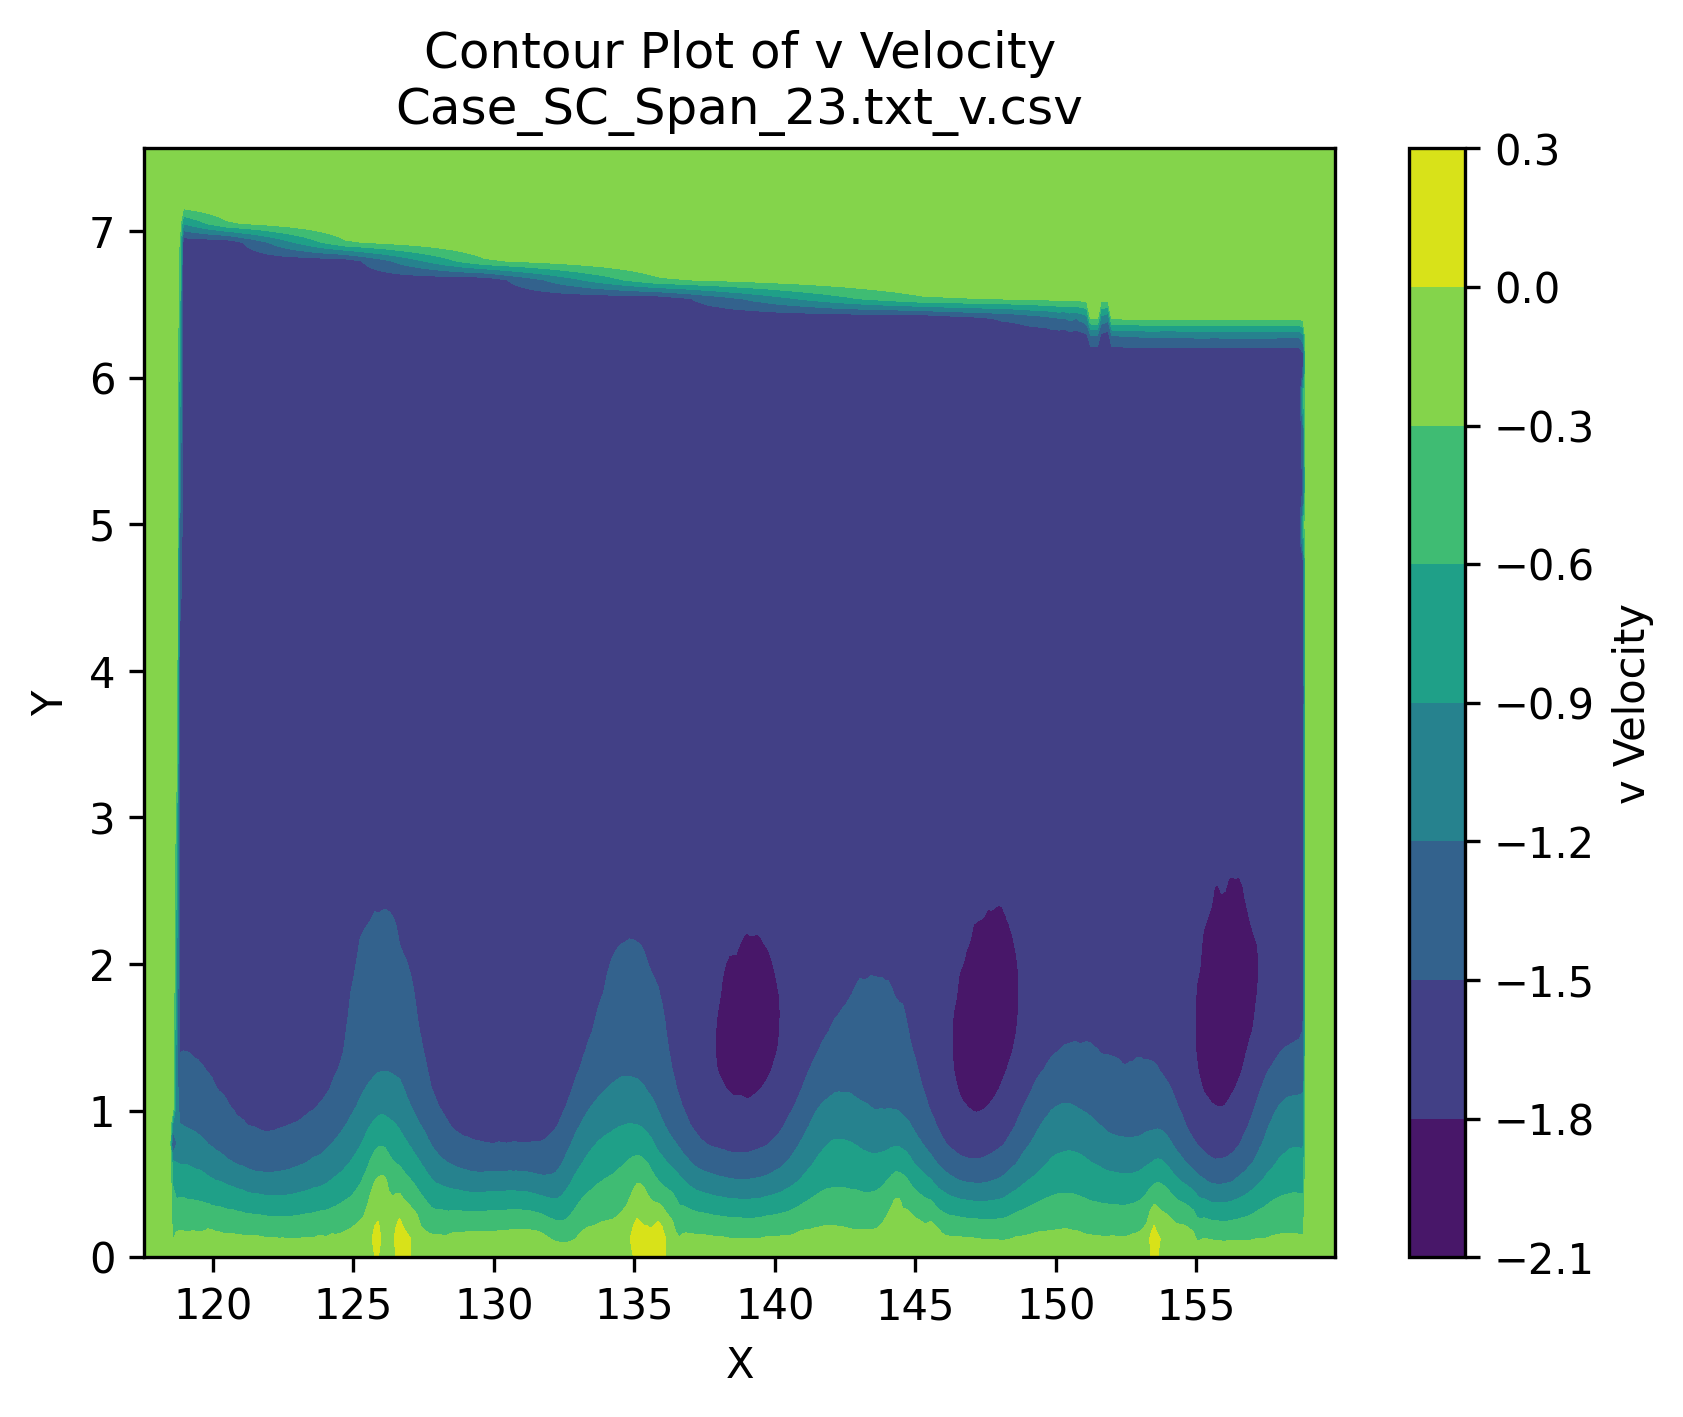 Contour Plot of v Velocity
Case_SC_Span_23.txt_v.csv
Y
7
6
5
4
3
2
1
0
120 125 130 135 140 145 150 155
X
0.3
0.0
−0.3
−0.6
−0.9
−1.2
−1.5
−1.8
−2.1
v Velocity